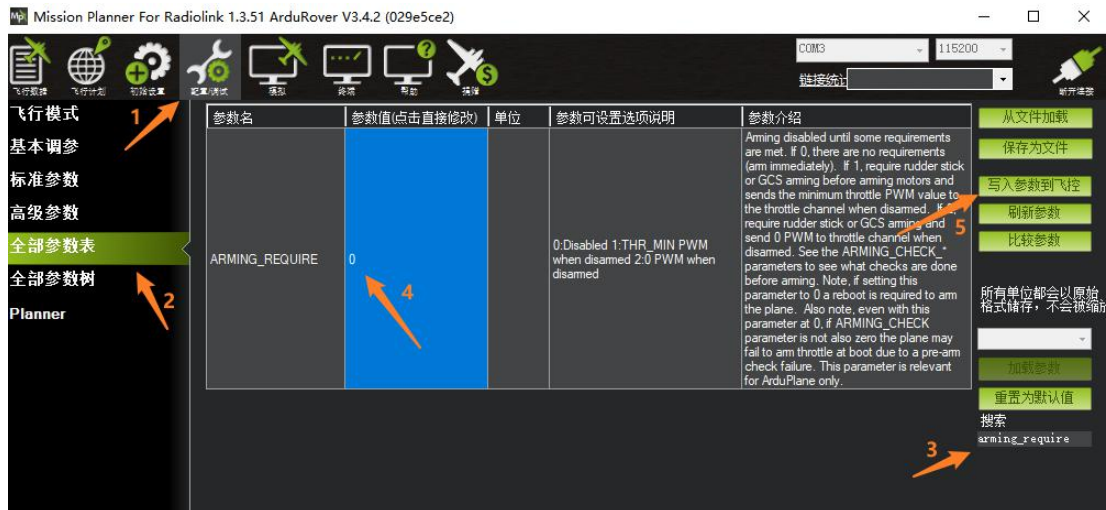 Mission Planner For Radiolink 1.3.51 ArduRover V3.4.2 (029e5ce2)
COM3
115200
链接统计
飞行数据
飞行计划
初始设置
配置/调试
模拟
终端
帮助
捐赠
断开连接
飞行模式
1
基本调参
标准参数
高级参数
全部参数表
全部参数树
2
Planner
参数名
参数值(点击直接修改)
单位
参数可设置选项说明
参数介绍
ARMING_REQUIRE
0
4
0:Disabled 1:THR_MIN PWM
when disarmed 2:0 PWM when
disarmed
Arming disabled until some requirements
are met. If 0, there are no requirements
(arm immediately). If 1, require rudder stick
or GCS arming before arming motors and
sends the minimum throttle PWM value to
the throttle channel when disarmed. If 2,
require rudder stick or GCS arming and
send 0 PWM to throttle channel when
disarmed. See the ARMING_CHECK_*
parameters to see what checks are done
before arming. Note, if setting this
parameter to 0 a reboot is required to arm
the plane. Also note, even with this
parameter at 0, if ARMING_CHECK
parameter is not also zero the plane may
fail to arm throttle at boot due to a pre-arm
check failure. This parameter is relevant
for ArduPlane only.
从文件加载
保存为文件
写入参数到飞控
5
刷新参数
比较参数
所有单位都会以原始
格式储存，不会被缩放
加载参数
重置为默认值
搜索
3
arming_require